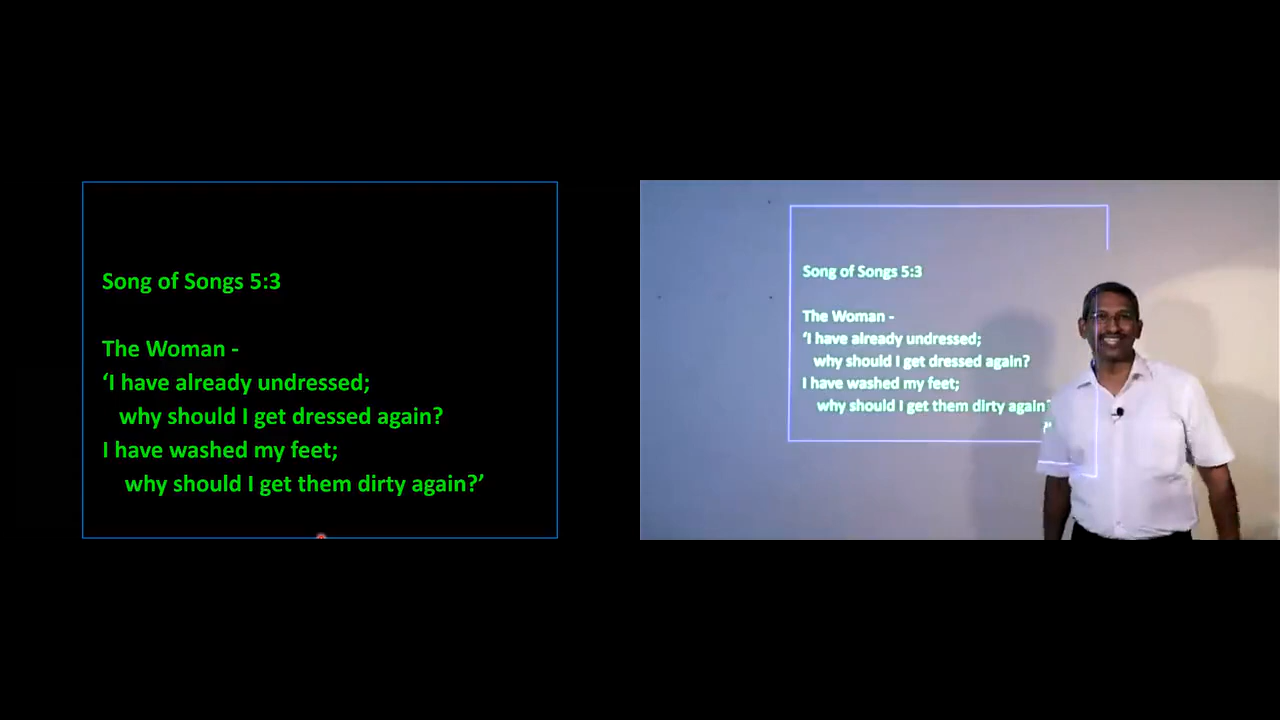 Song of Songs 5:3
The Woman -
‘I have already undressed;
why should I get dressed again?
I have washed my feet;
why should I get them dirty again?’
Song of Songs 5:3
The Woman -
‘I have already undressed;
why should I get dressed again?
I have washed my feet;
why should I get them dirty again?’